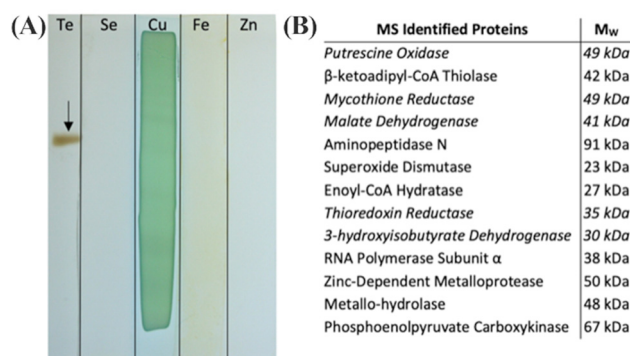 (A) Te Se Cu Fe Zn (B)
MS Identified Proteins Mw
Putrescine Oxidase 49 kDa
β-ketoadipyl-CoA Thiolase 42 kDa
Mycothione Reductase 49 kDa
Malate Dehydrogenase 41 kDa
Aminopeptidase N 91 kDa
Superoxide Dismutase 23 kDa
Enoyl-CoA Hydratase 27 kDa
Thioredoxin Reductase 35 kDa
3-hydroxyisobutyrate Dehydrogenase 30 kDa
RNA Polymerase Subunit α 38 kDa
Zinc-Dependent Metalloprotease 50 kDa
Metallo-hydrolase 48 kDa
Phosphoenolpyruvate Carboxykinase 67 kDa